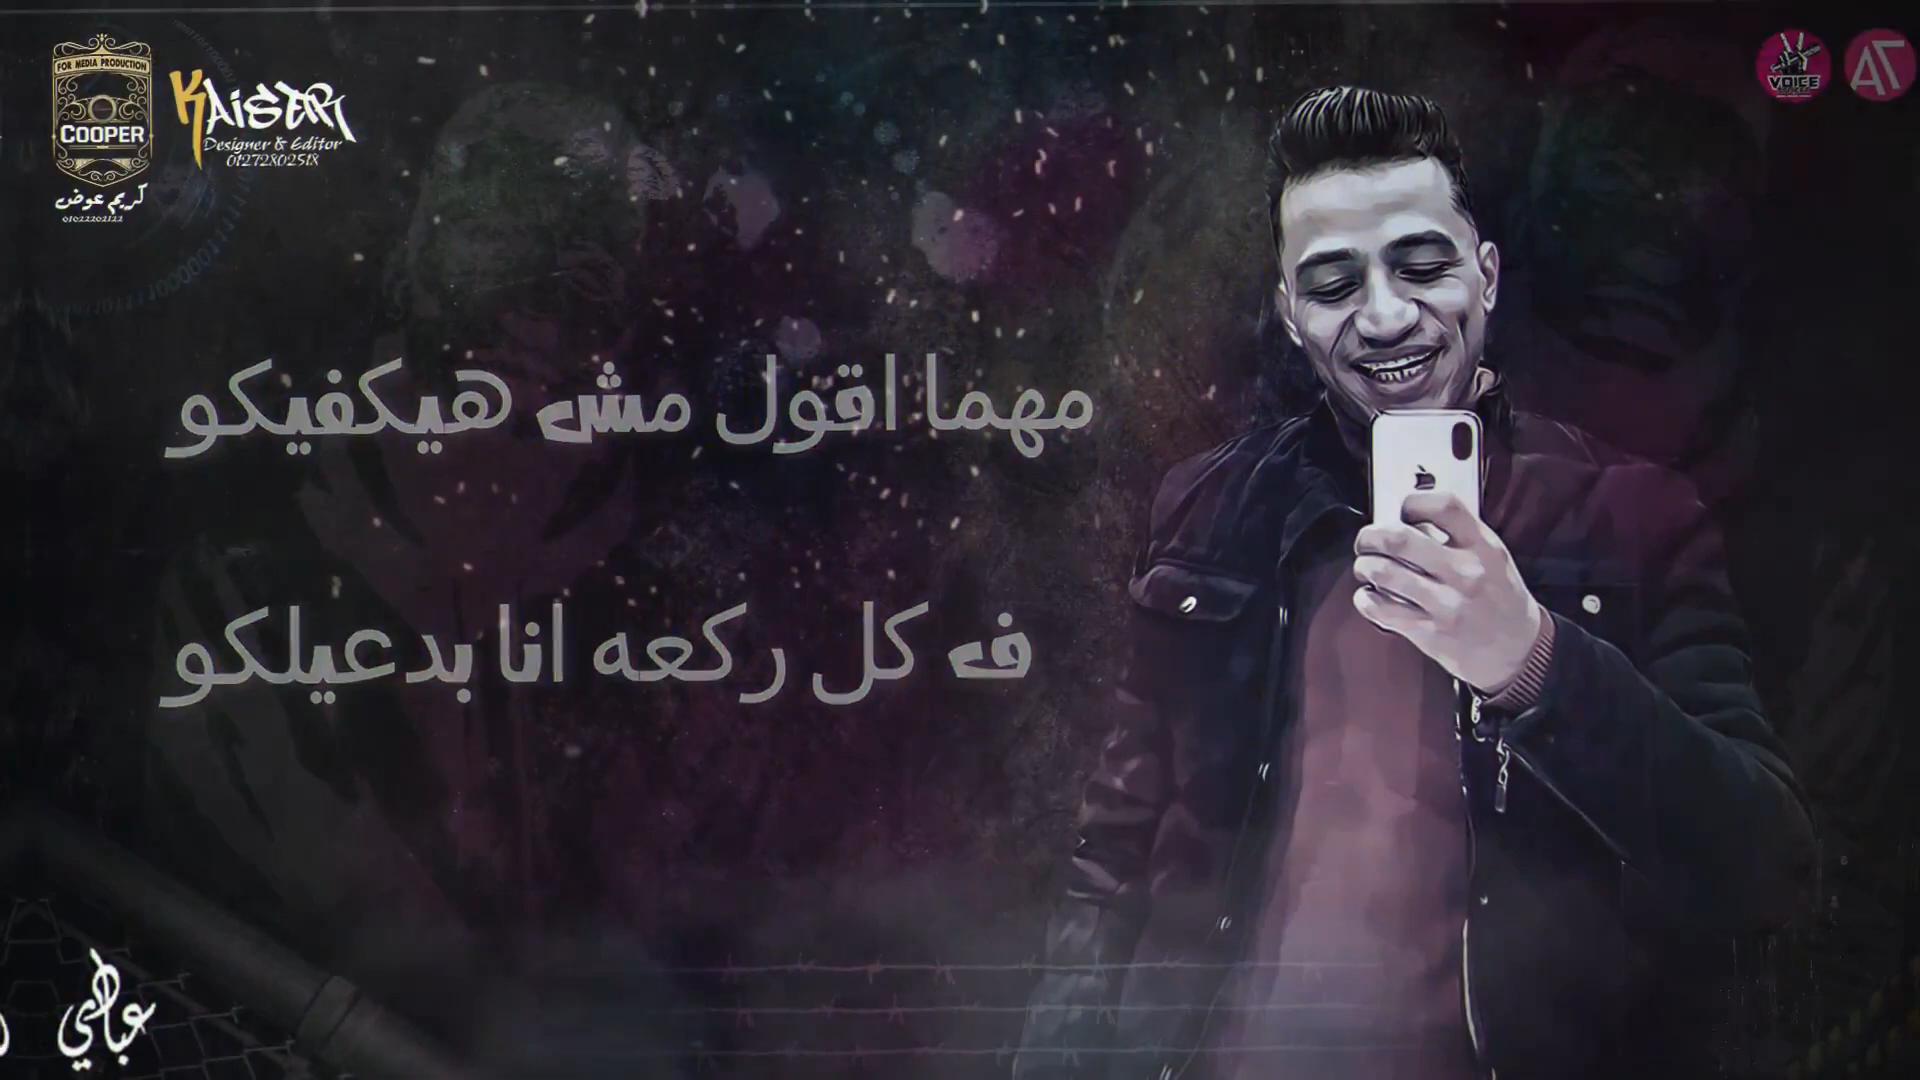 FOR MEDIA PRODUCTION
COOPER
كريم عوض
01022202122
KAISER
Designer & Editor
01272802518
VOICE
مهما اقول مش هيكفيكو
ف كل ركعه انا بدعيلكو